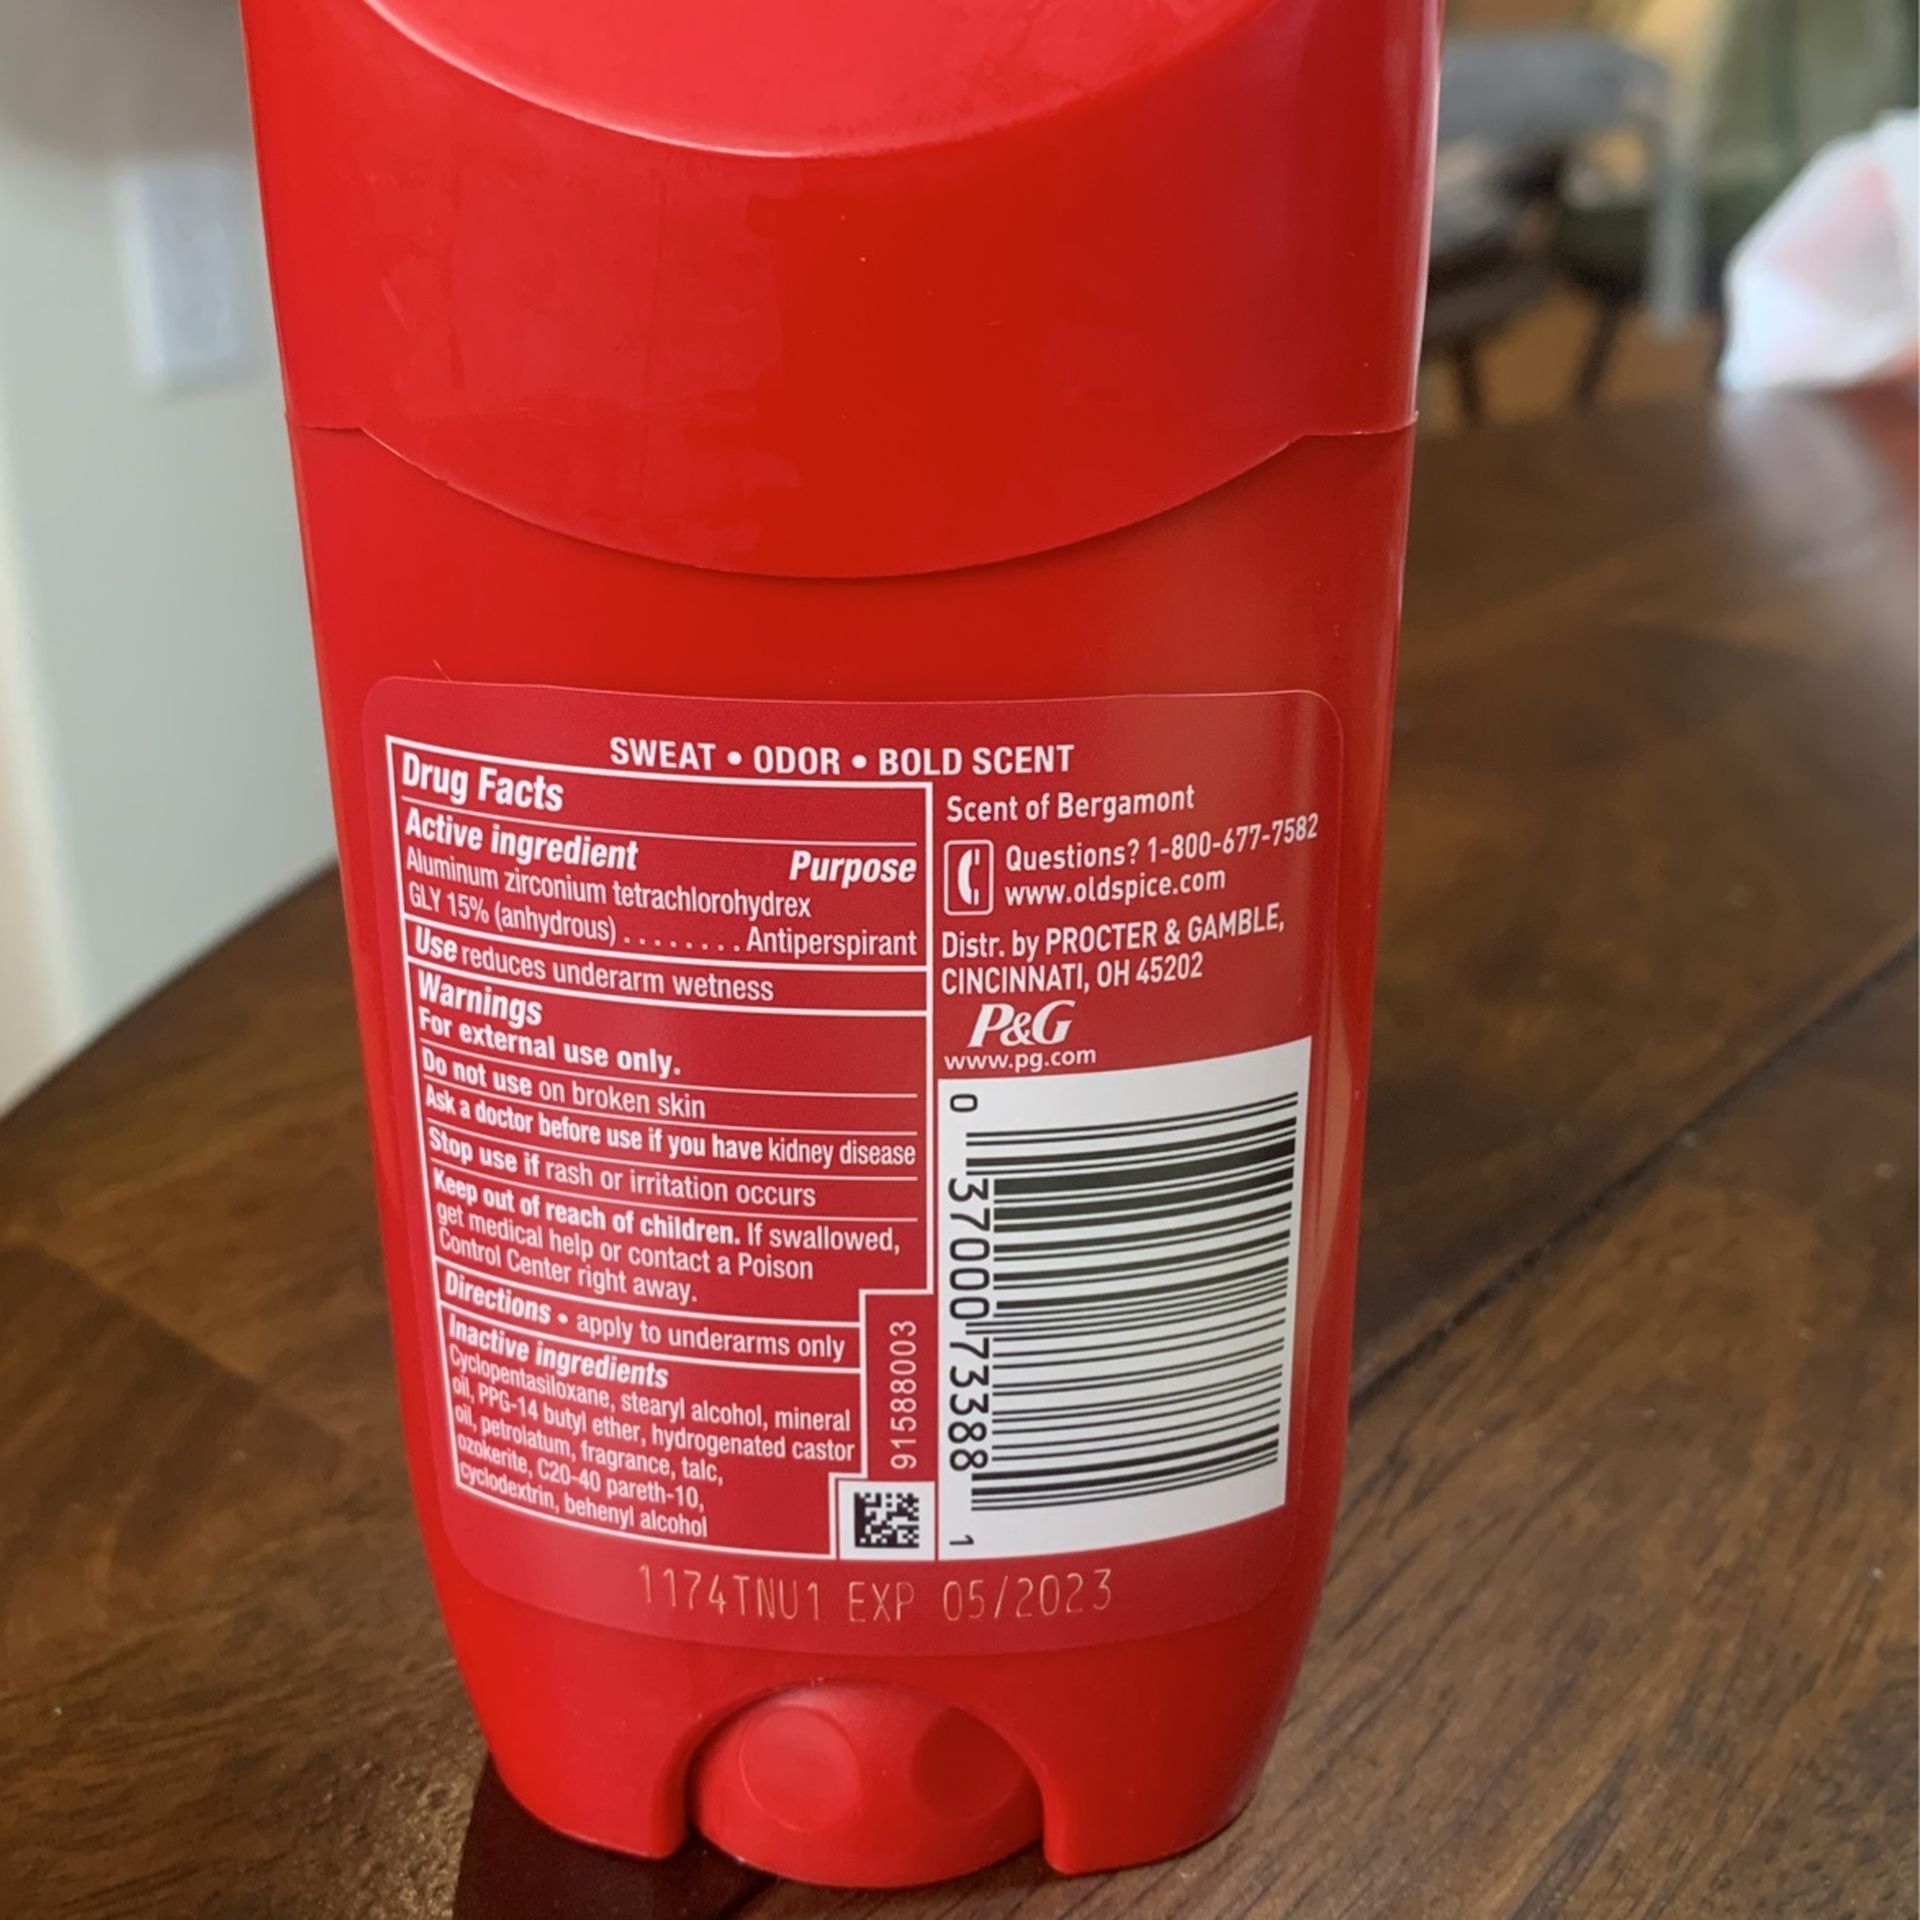 SWEAT • ODOR • BOLD SCENT
Drug Facts
Active ingredient Purpose
Aluminum zirconium tetrachlorohydrex
GLY 15% (anhydrous) ........ Antiperspirant
Use reduces underarm wetness
Warnings
For external use only.
Do not use on broken skin
Ask a doctor before use if you have kidney disease
Stop use if rash or irritation occurs
Keep out of reach of children. If swallowed,
get medical help or contact a Poison
Control Center right away.
Directions • apply to underarms only
Inactive ingredients
Cyclopentasiloxane, stearyl alcohol, mineral
oil, PPG-14 butyl ether, hydrogenated castor
oil, petrolatum, fragrance, talc,
ozokerite, C20-40 pareth-10,
cyclodextrin, behenyl alcohol
91588003
Scent of Bergamont
Questions? 1-800-677-7582
www.oldspice.com
Distr. by PROCTER & GAMBLE,
CINCINNATI, OH 45202
P&G
www.pg.com
0 37000 73388 1
1174TNU1 EXP 05/2023